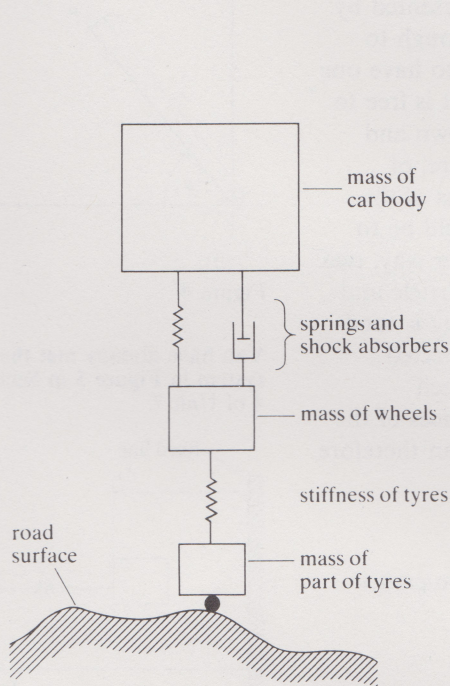 mass of
car body
springs and
shock absorbers
mass of wheels
stiffness of tyres
road
surface
mass of
part of tyres